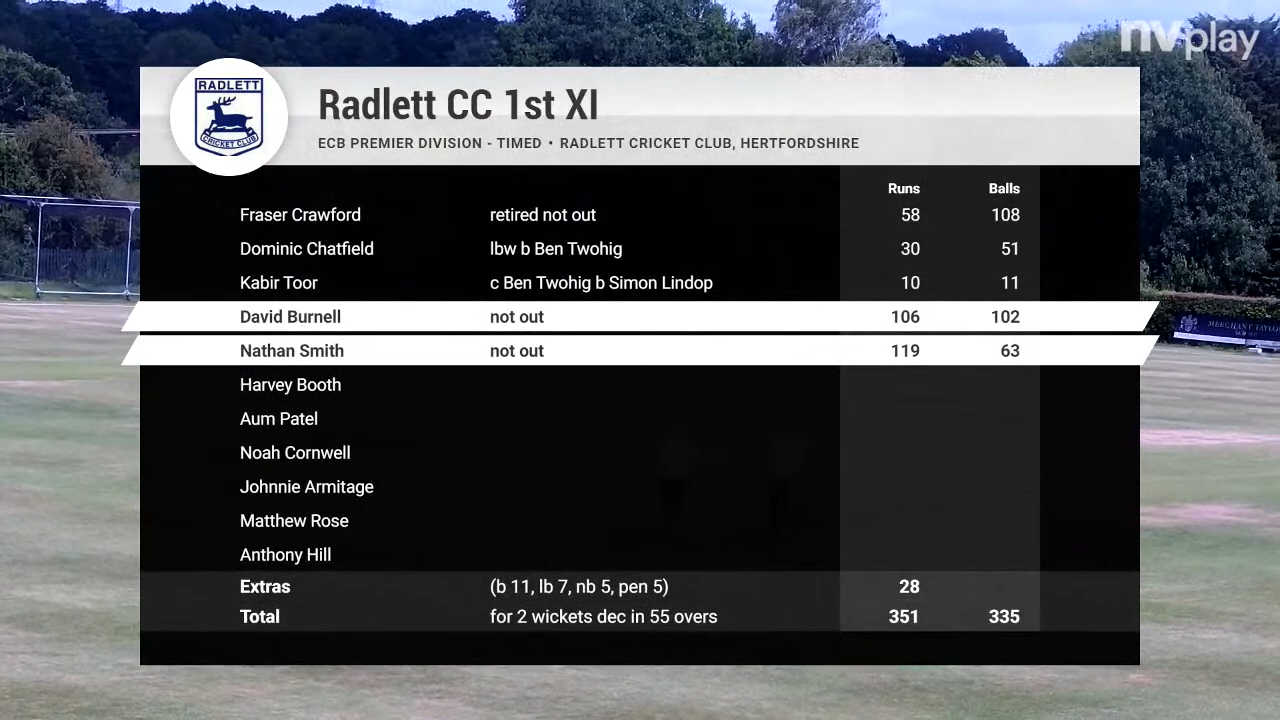 nvplay
RADLETT
CRICKET CLUB
Radlett CC 1st XI
ECB PREMIER DIVISION - TIMED • RADLETT CRICKET CLUB, HERTFORDSHIRE
Runs Balls
Fraser Crawford retired not out 58 108
Dominic Chatfield lbw b Ben Twohig 30 51
Kabir Toor c Ben Twohig b Simon Lindop 10 11
David Burnell not out 106 102
Nathan Smith not out 119 63
Harvey Booth
Aum Patel
Noah Cornwell
Johnnie Armitage
Matthew Rose
Anthony Hill
Extras (b 11, lb 7, nb 5, pen 5) 28
Total for 2 wickets dec in 55 overs 351 335